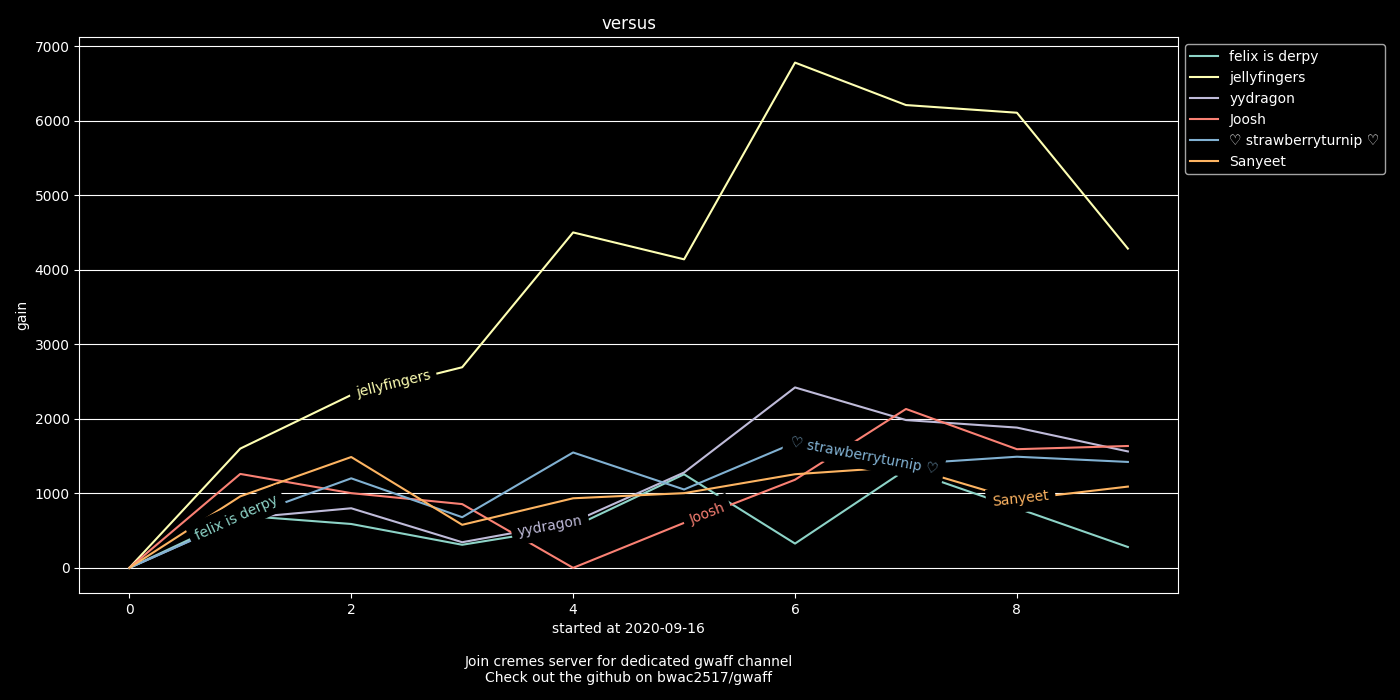 versus
7000
6000
5000
4000
3000
2000
1000
0
gain
jellyfingers
felix is derpy
yydragon
Joosh
♡ strawberryturnip ♡
Sanyeet
0 2 4 6 8
started at 2020-09-16
Join cremes server for dedicated gwaff channel
Check out the github on bwac2517/gwaff
felix is derpy
jellyfingers
yydragon
Joosh
♡ strawberryturnip ♡
Sanyeet